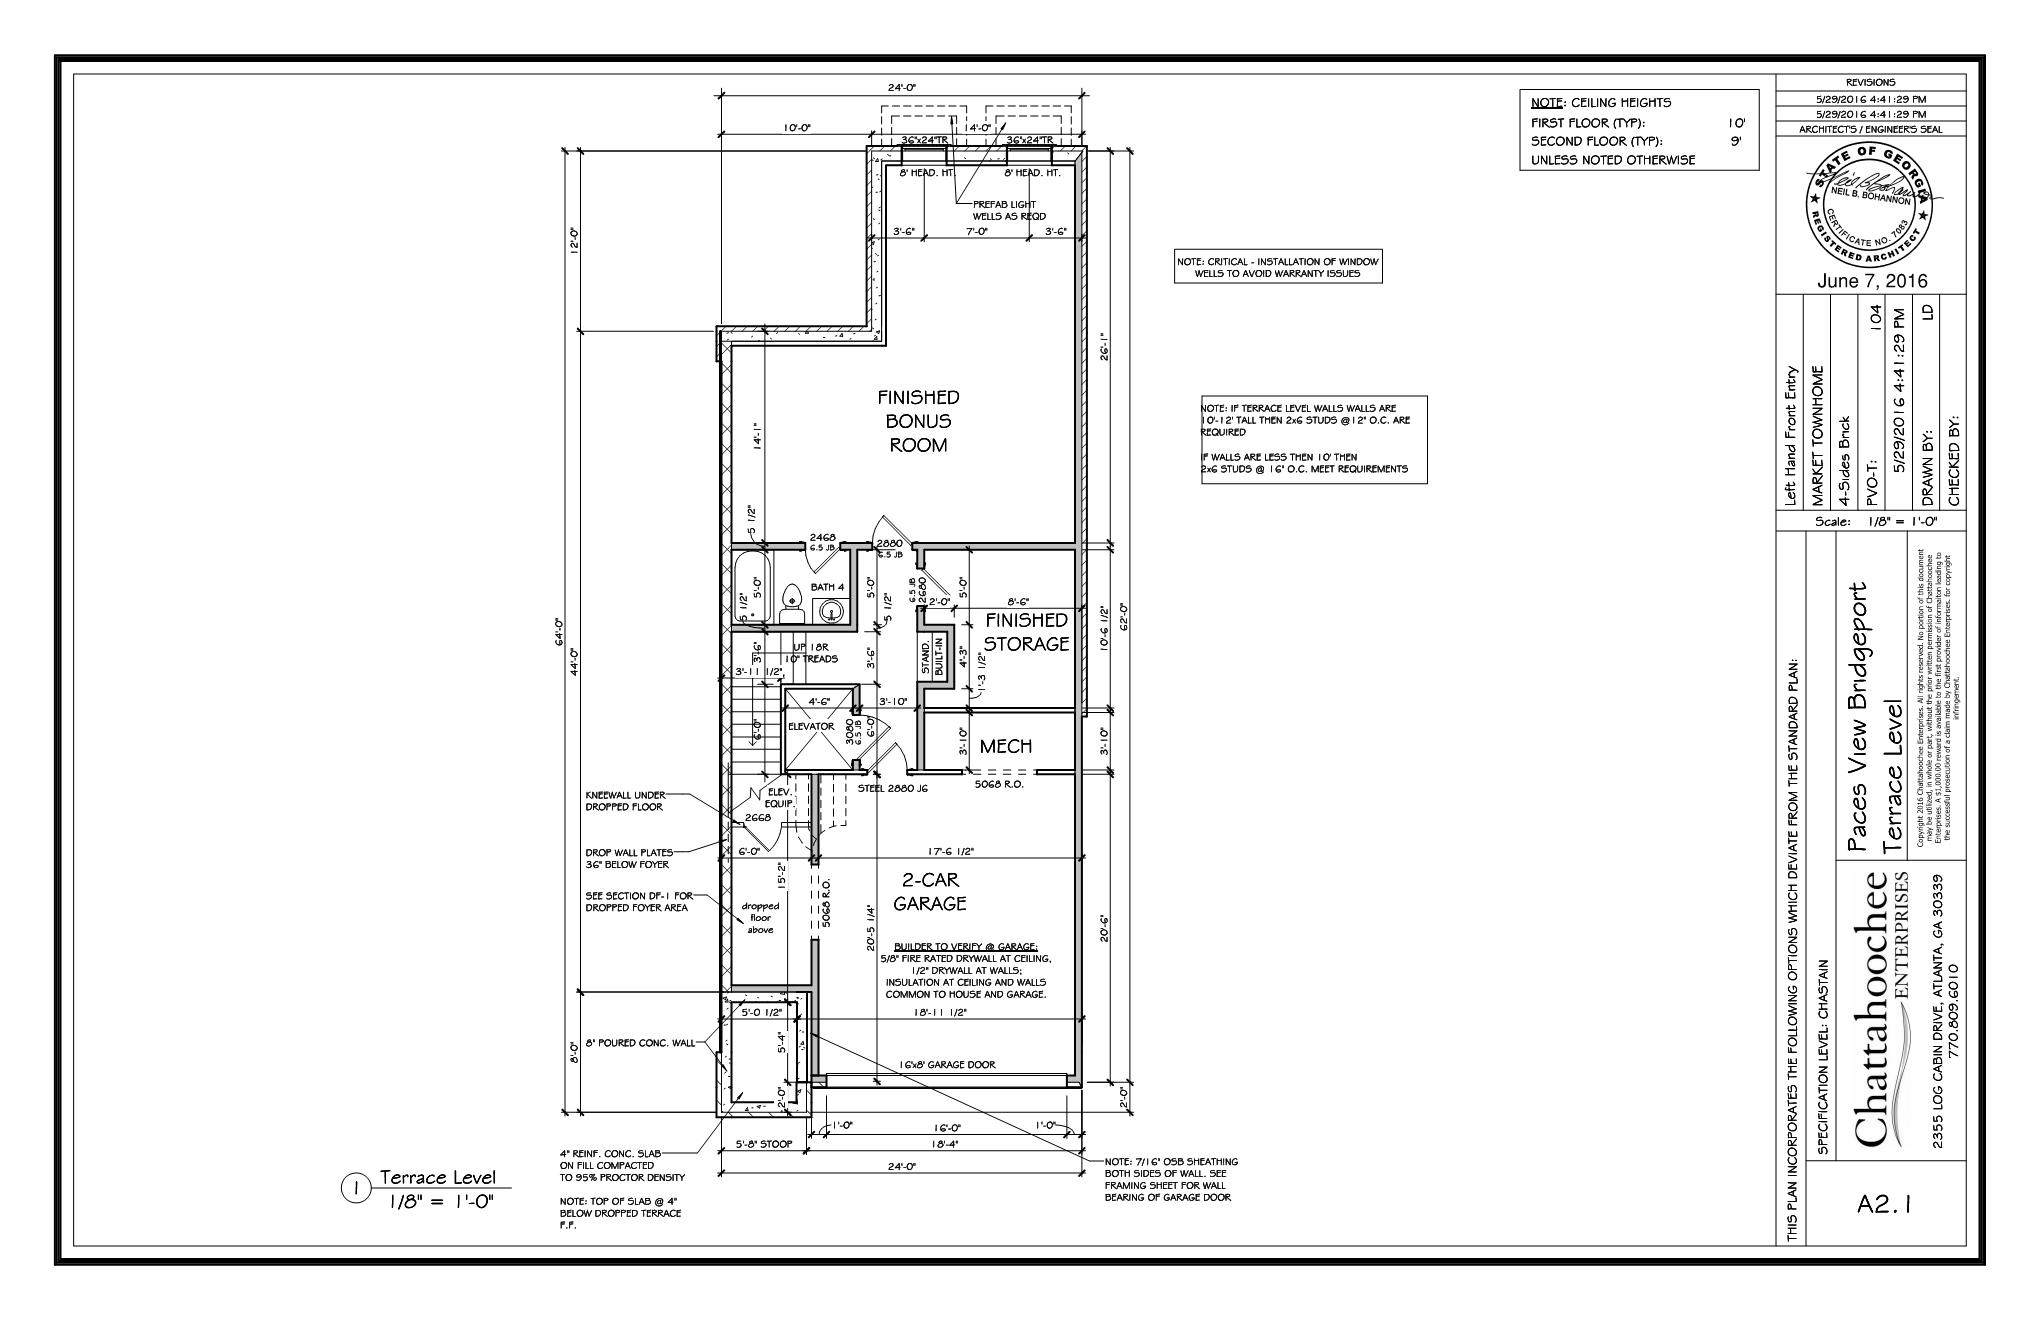 24'-0"
10'-0"
14'-0"
36"x24"TR
36"x24"TR
8' HEAD. HT.
8' HEAD. HT.
PREFAB LIGHT
WELLS AS REQD
3'-6"
7'-0"
3'-6"
12'-0"
26'-1"
FINISHED
BONUS
ROOM
14'-1"
5 1/2"
2468
6.5 JB
2880
6.5 JB
BATH 4
5'-0"
5 1/2"
5'-0"
5 1/2"
6.5 JB
2680
5'-0"
2'-0"
8'-6"
FINISHED
STORAGE
10'-6 1/2"
62'-0"
64'-0"
44'-0"
UP 18R
10" TREADS
3'-6"
3'-6"
3'-11 1/2"
STAND.
BUILT-IN
4'-3"
1'-3 1/2"
4'-6"
3'-10"
ELEVATOR
3080
6.5 JB
6'-0"
6'-0"
3'-10"
MECH
3'-10"
STEEL 2880 J6
5068 R.O.
KNEEWALL UNDER
DROPPED FLOOR
ELEV.
EQUIP.
2668
DROP WALL PLATES
36" BELOW FOYER
6'-0"
17'-6 1/2"
15'-2"
SEE SECTION DF-1 FOR
DROPPED FOYER AREA
dropped
floor
above
5068 R.O.
2-CAR
GARAGE
20'-5 1/4"
20'-6"
BUILDER TO VERIFY @ GARAGE:
5/8" FIRE RATED DRYWALL AT CEILING,
1/2" DRYWALL AT WALLS;
INSULATION AT CEILING AND WALLS
COMMON TO HOUSE AND GARAGE.
5'-0 1/2"
18'-11 1/2"
8" POURED CONC. WALL
5'-4"
8'-0"
16'x8' GARAGE DOOR
2'-0"
2'-0"
1'-0"
16'-0"
1'-0"
5'-8" STOOP
18'-4"
24'-0"
4" REINF. CONC. SLAB
ON FILL COMPACTED
TO 95% PROCTOR DENSITY
NOTE: TOP OF SLAB @ 4"
BELOW DROPPED TERRACE
F.F.
NOTE: 7/16" OSB SHEATHING
BOTH SIDES OF WALL. SEE
FRAMING SHEET FOR WALL
BEARING OF GARAGE DOOR
1
Terrace Level
1/8" = 1'-0"
NOTE: CRITICAL - INSTALLATION OF WINDOW
WELLS TO AVOID WARRANTY ISSUES
NOTE: IF TERRACE LEVEL WALLS WALLS ARE
10'-12' TALL THEN 2x6 STUDS @12" O.C. ARE
REQUIRED
IF WALLS ARE LESS THEN 10' THEN
2x6 STUDS @ 16" O.C. MEET REQUIREMENTS
NOTE: CEILING HEIGHTS
FIRST FLOOR (TYP): 10'
SECOND FLOOR (TYP): 9'
UNLESS NOTED OTHERWISE
REVISIONS
5/29/2016 4:41:29 PM
5/29/2016 4:41:29 PM
ARCHITECT'S / ENGINEER'S SEAL
STATE OF GEORGIA
NEIL B. BOHANNON
CERTIFICATE NO. 7083
REGISTERED ARCHITECT
June 7, 2016
Left Hand Front Entry
MARKET TOWNHOME
4-Sides Brick
PVO-T: 104
5/29/2016 4:41:29 PM
DRAWN BY: LD
CHECKED BY:
Scale: 1/8" = 1'-0"
THIS PLAN INCORPORATES THE FOLLOWING OPTIONS WHICH DEVIATE FROM THE STANDARD PLAN:
SPECIFICATION LEVEL: CHASTAIN
Paces View Bridgeport
Terrace Level
Copyright 2016 Chattahoochee Enterprises. All rights reserved. No portion of this document
may be utilized, in whole or part, without the prior written permission of Chattahoochee
Enterprises. A $1,000.00 reward is available to the first provider of information leading to
the successful prosecution of a claim made by Chattahoochee Enterprises. for copyright
infringement.
Chattahoochee
ENTERPRISES
2355 LOG CABIN DRIVE, ATLANTA, GA 30339
770.809.6010
A2.1